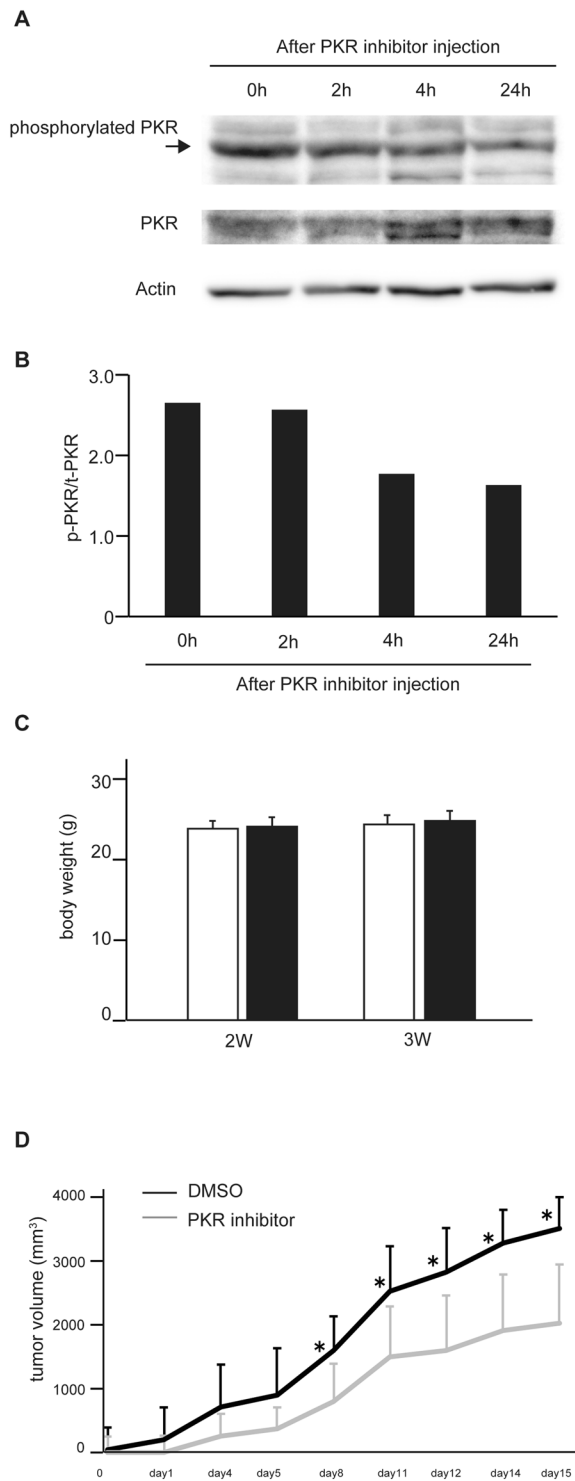 A
After PKR inhibitor injection
0h 2h 4h 24h
phosphorylated PKR
PKR
Actin
B
3.0
2.0
1.0
0
p-PKR/t-PKR
0h 2h 4h 24h
After PKR inhibitor injection
C
30
20
10
0
body weight (g)
2W 3W
D
4000
3000
2000
1000
0
tumor volume (mm³)
DMSO
PKR inhibitor
* * * * *
0 day1 day4 day5 day8 day11 day12 day14 day15